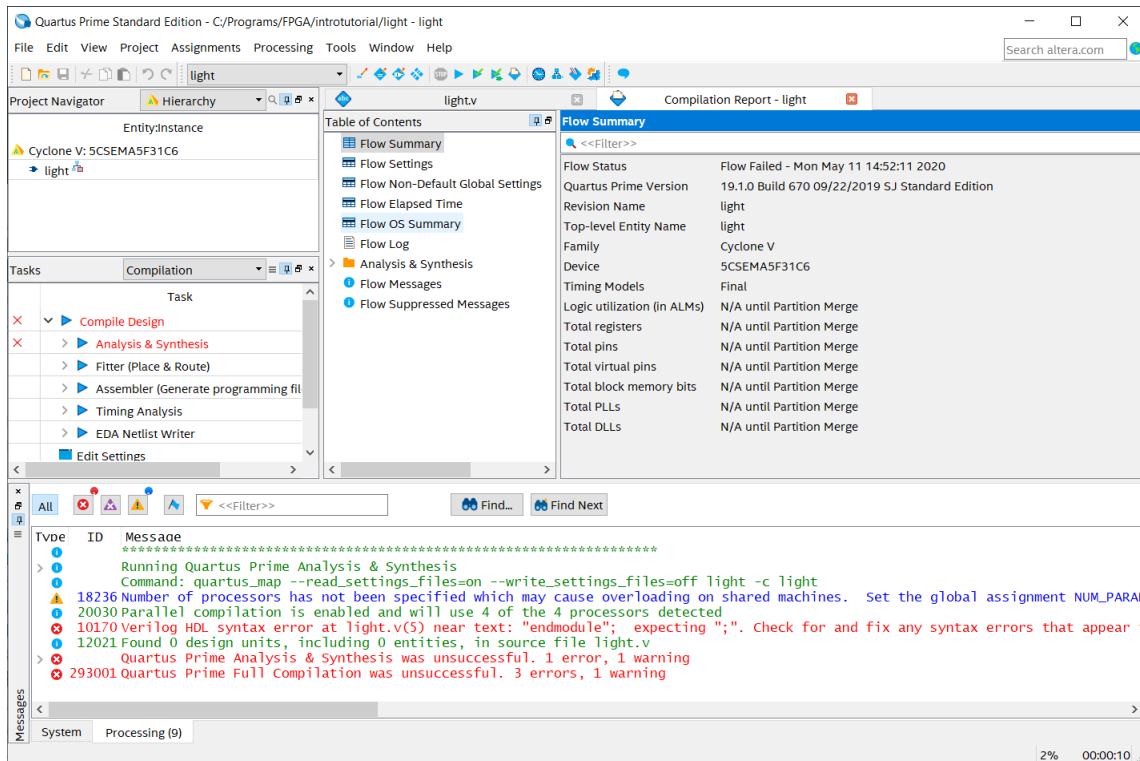 Quartus Prime Standard Edition - C:/Programs/FPGA/introtutorial/light - light
File Edit View Project Assignments Processing Tools Window Help
Search altera.com
light
STOP
Project Navigator
Hierarchy
Entity:Instance
Cyclone V: 5CSEMA5F31C6
light
Tasks
Compilation
Task
Compile Design
Analysis & Synthesis
Fitter (Place & Route)
Assembler (Generate programming fil
Timing Analysis
EDA Netlist Writer
Edit Settings
abc
light.v
Compilation Report - light
Table of Contents
Flow Summary
Flow Settings
Flow Non-Default Global Settings
Flow Elapsed Time
Flow OS Summary
Flow Log
Analysis & Synthesis
Flow Messages
Flow Suppressed Messages
Flow Summary
<<Filter>>
Flow Status Flow Failed - Mon May 11 14:52:11 2020
Quartus Prime Version 19.1.0 Build 670 09/22/2019 SJ Standard Edition
Revision Name light
Top-level Entity Name light
Family Cyclone V
Device 5CSEMA5F31C6
Timing Models Final
Logic utilization (in ALMs) N/A until Partition Merge
Total registers N/A until Partition Merge
Total pins N/A until Partition Merge
Total virtual pins N/A until Partition Merge
Total block memory bits N/A until Partition Merge
Total PLLs N/A until Partition Merge
Total DLLs N/A until Partition Merge
All
<<Filter>>
Find...
Find Next
Type ID Message
*******************************************************************
Running Quartus Prime Analysis & Synthesis
Command: quartus_map --read_settings_files=on --write_settings_files=off light -c light
18236 Number of processors has not been specified which may cause overloading on shared machines.  Set the global assignment NUM_PARA
20030 Parallel compilation is enabled and will use 4 of the 4 processors detected
10170 Verilog HDL syntax error at light.v(5) near text: "endmodule";  expecting ";". Check for and fix any syntax errors that appear
12021 Found 0 design units, including 0 entities, in source file light.v
Quartus Prime Analysis & Synthesis was unsuccessful. 1 error, 1 warning
293001 Quartus Prime Full Compilation was unsuccessful. 3 errors, 1 warning
Messages
System
Processing (9)
2% 00:00:10